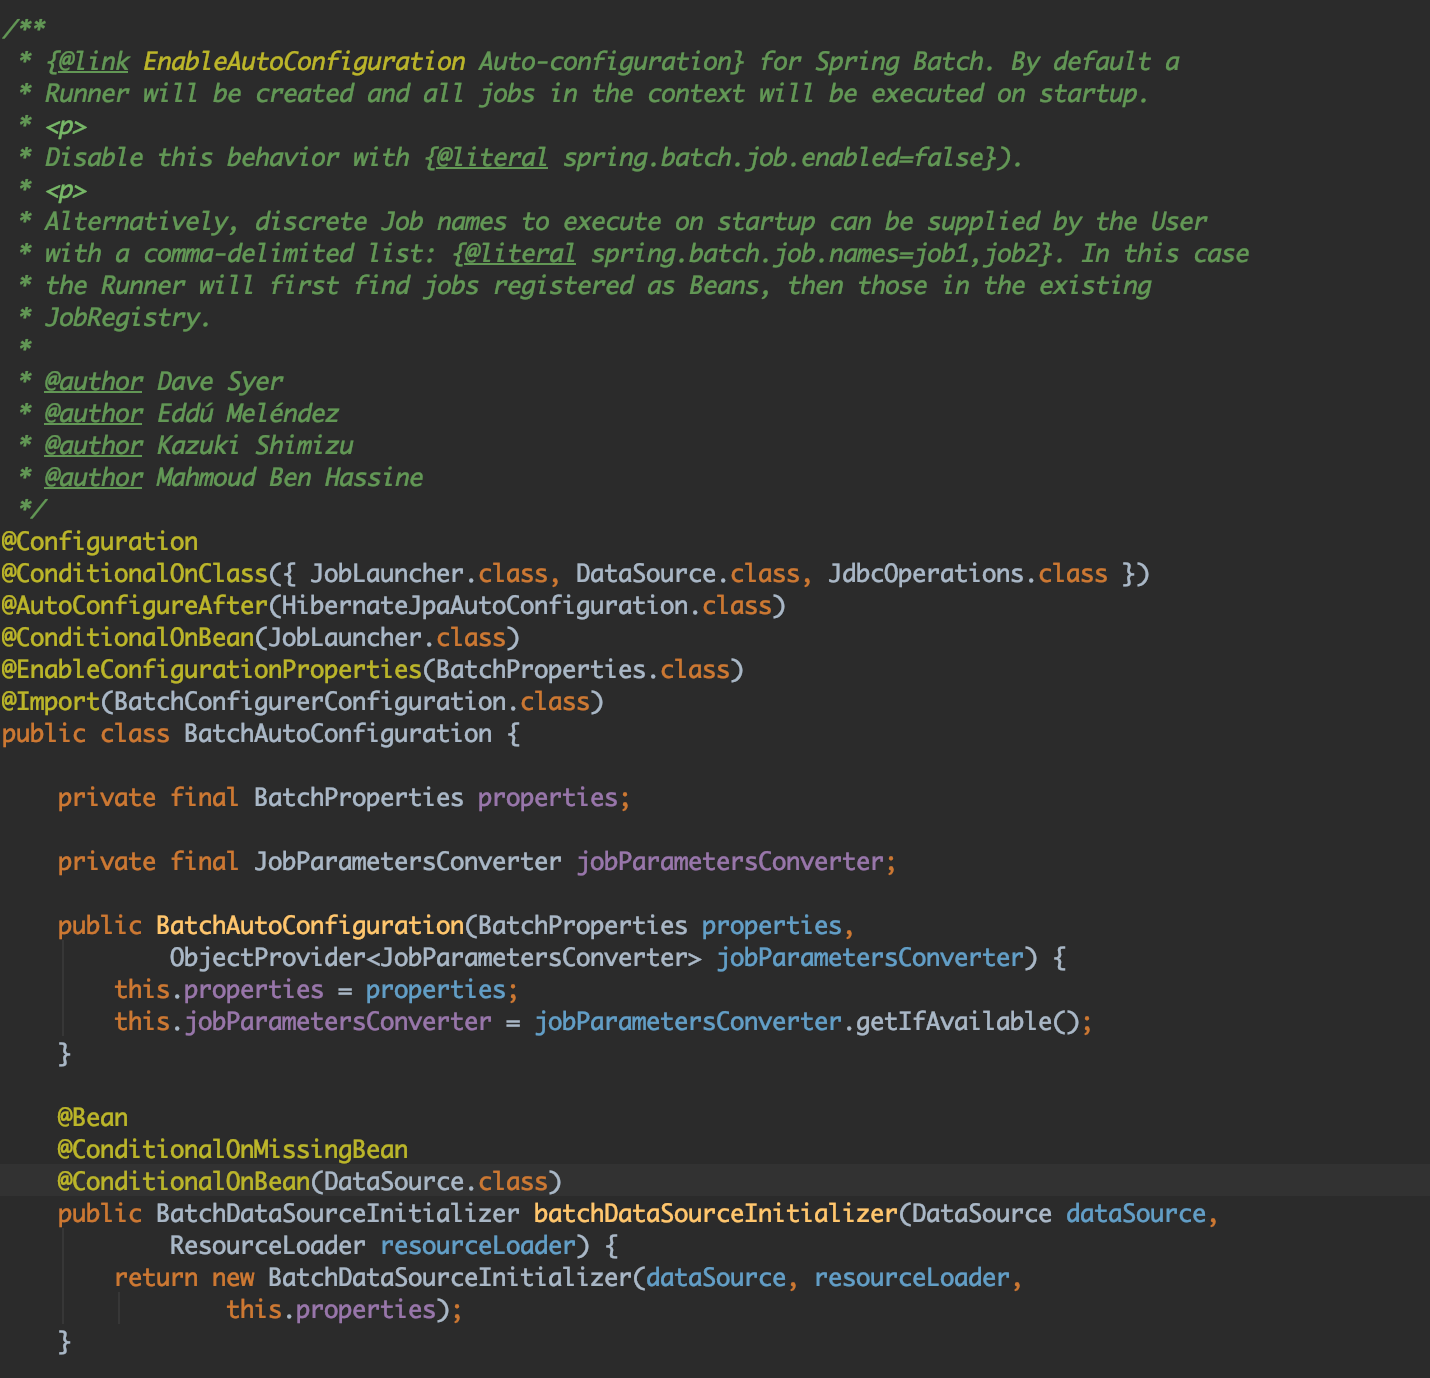 /**
 * {@link EnableAutoConfiguration Auto-configuration} for Spring Batch. By default a
 * Runner will be created and all jobs in the context will be executed on startup.
 * <p>
 * Disable this behavior with {@literal spring.batch.job.enabled=false}).
 * <p>
 * Alternatively, discrete Job names to execute on startup can be supplied by the User
 * with a comma-delimited list: {@literal spring.batch.job.names=job1,job2}. In this case
 * the Runner will first find jobs registered as Beans, then those in the existing
 * JobRegistry.
 *
 * @author Dave Syer
 * @author Eddú Meléndez
 * @author Kazuki Shimizu
 * @author Mahmoud Ben Hassine
 */
@Configuration
@ConditionalOnClass({ JobLauncher.class, DataSource.class, JdbcOperations.class })
@AutoConfigureAfter(HibernateJpaAutoConfiguration.class)
@ConditionalOnBean(JobLauncher.class)
@EnableConfigurationProperties(BatchProperties.class)
@Import(BatchConfigurerConfiguration.class)
public class BatchAutoConfiguration {

    private final BatchProperties properties;

    private final JobParametersConverter jobParametersConverter;

    public BatchAutoConfiguration(BatchProperties properties,
            ObjectProvider<JobParametersConverter> jobParametersConverter) {
        this.properties = properties;
        this.jobParametersConverter = jobParametersConverter.getIfAvailable();
    }

    @Bean
    @ConditionalOnMissingBean
    @ConditionalOnBean(DataSource.class)
    public BatchDataSourceInitializer batchDataSourceInitializer(DataSource dataSource,
            ResourceLoader resourceLoader) {
        return new BatchDataSourceInitializer(dataSource, resourceLoader,
                this.properties);
    }